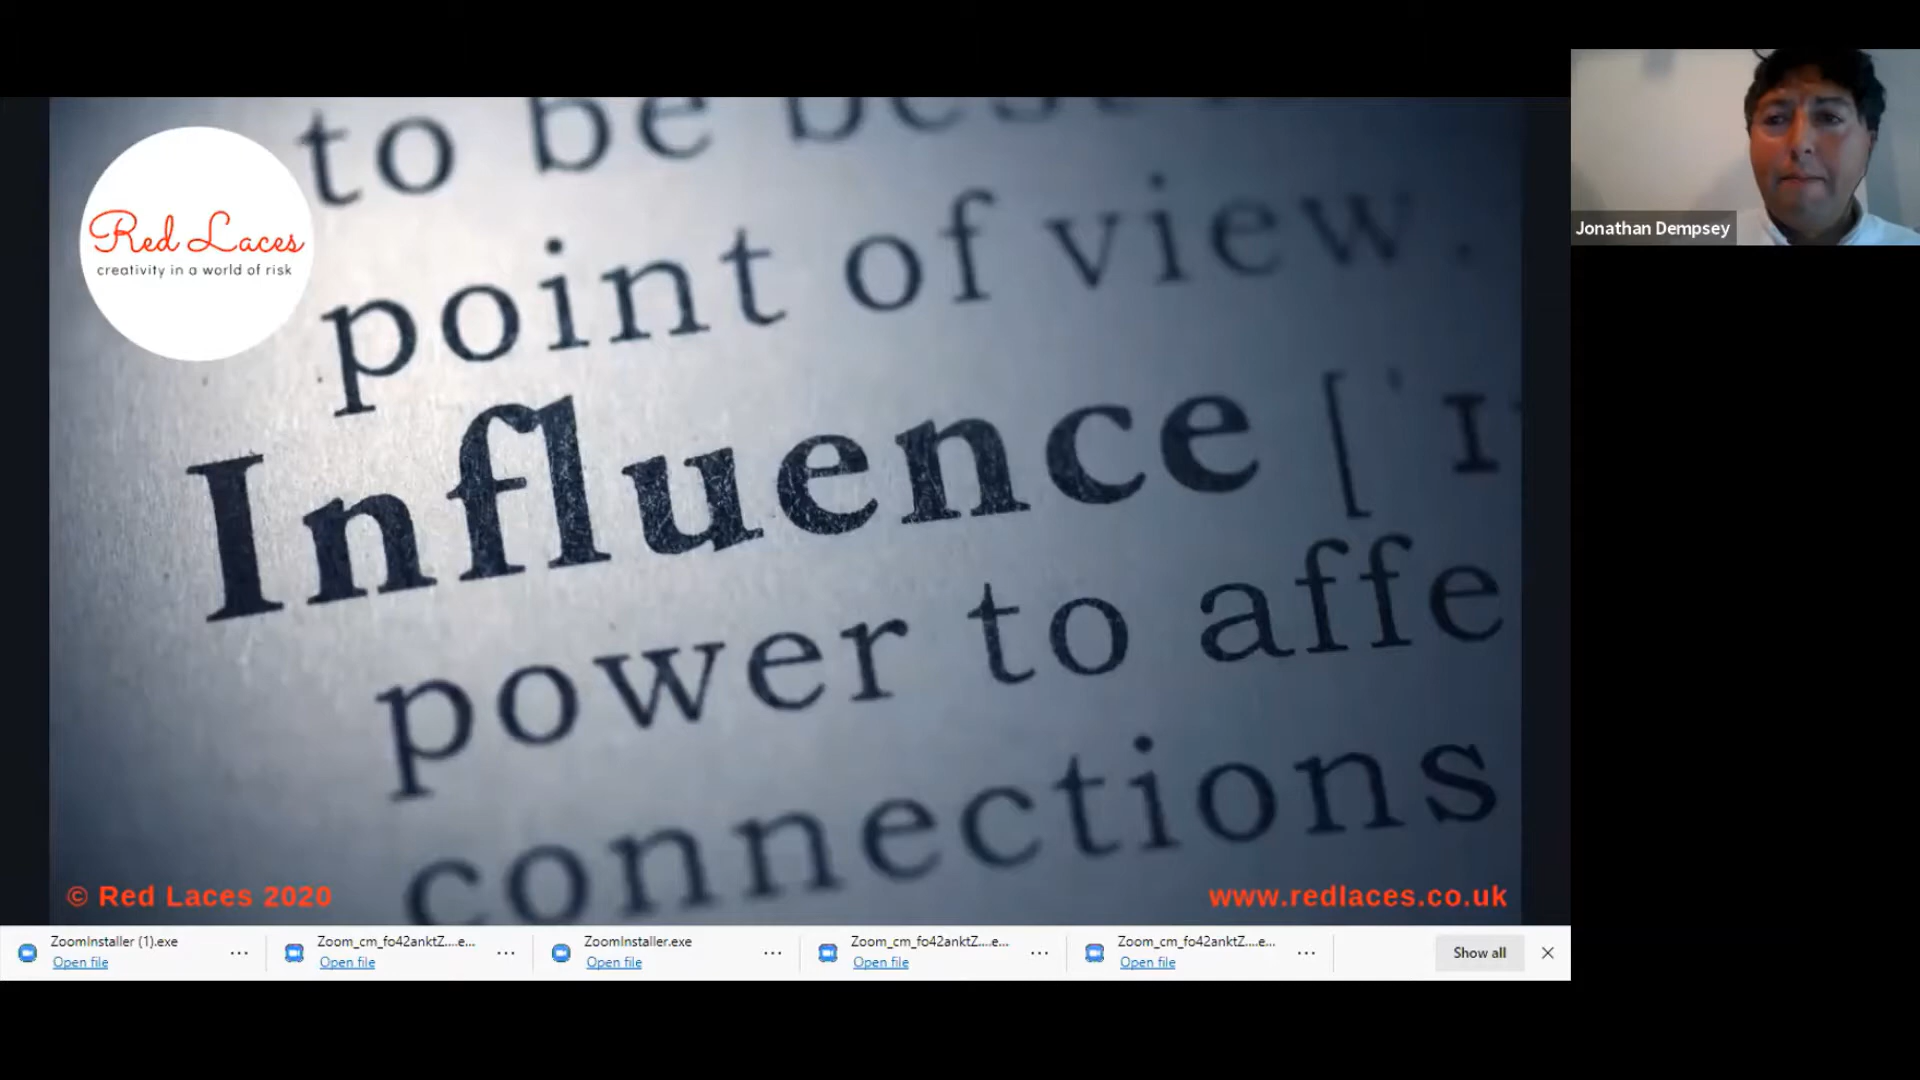 to be best
point of view.
Influence [ˈɪ
power to affe
connections
Red Laces
creativity in a world of risk
© Red Laces 2020
www.redlaces.co.uk
Jonathan Dempsey
ZoomInstaller (1).exe
Open file
Zoom_cm_fo42anktZ....e...
Open file
ZoomInstaller.exe
Open file
Zoom_cm_fo42anktZ....e...
Open file
Zoom_cm_fo42anktZ....e...
Open file
Show all